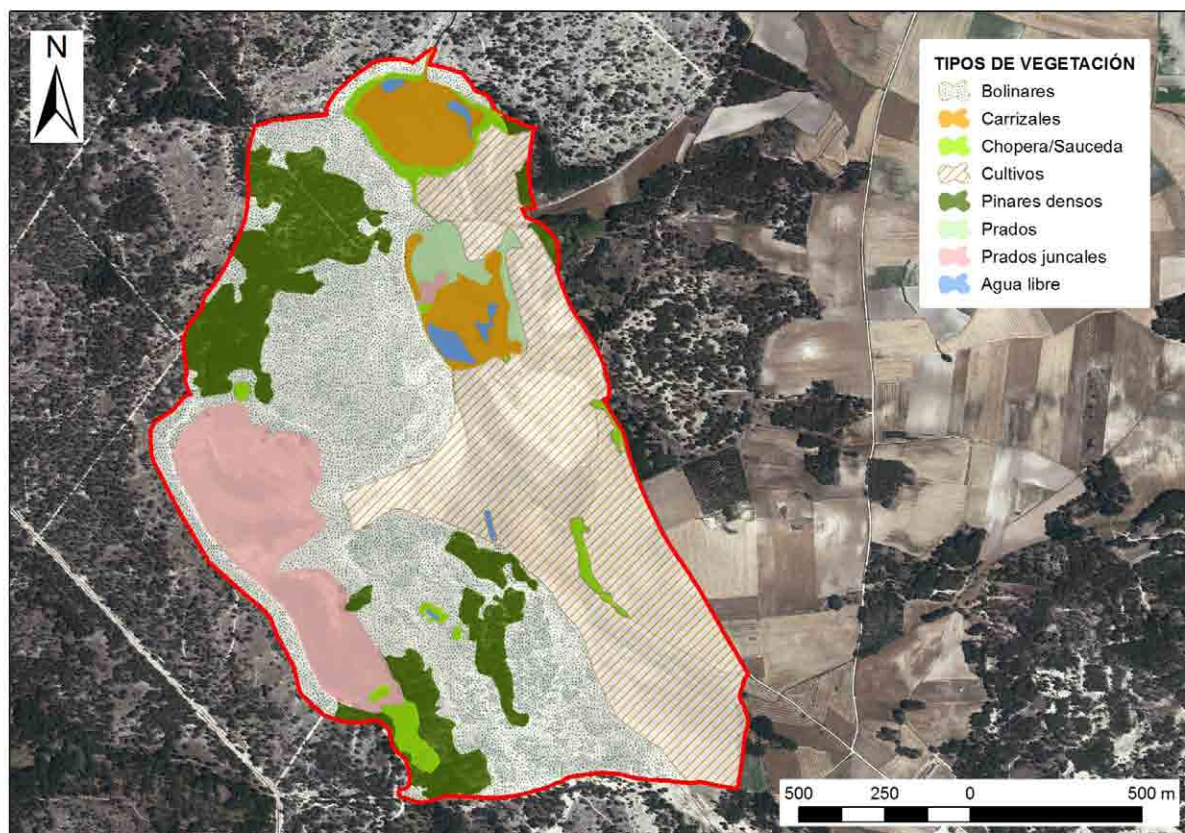 N
TIPOS DE VEGETACIÓN
Bolinares
Carrizales
Chopera/Sauceda
Cultivos
Pinares densos
Prados
Prados juncales
Agua libre
500 250 0 500 m